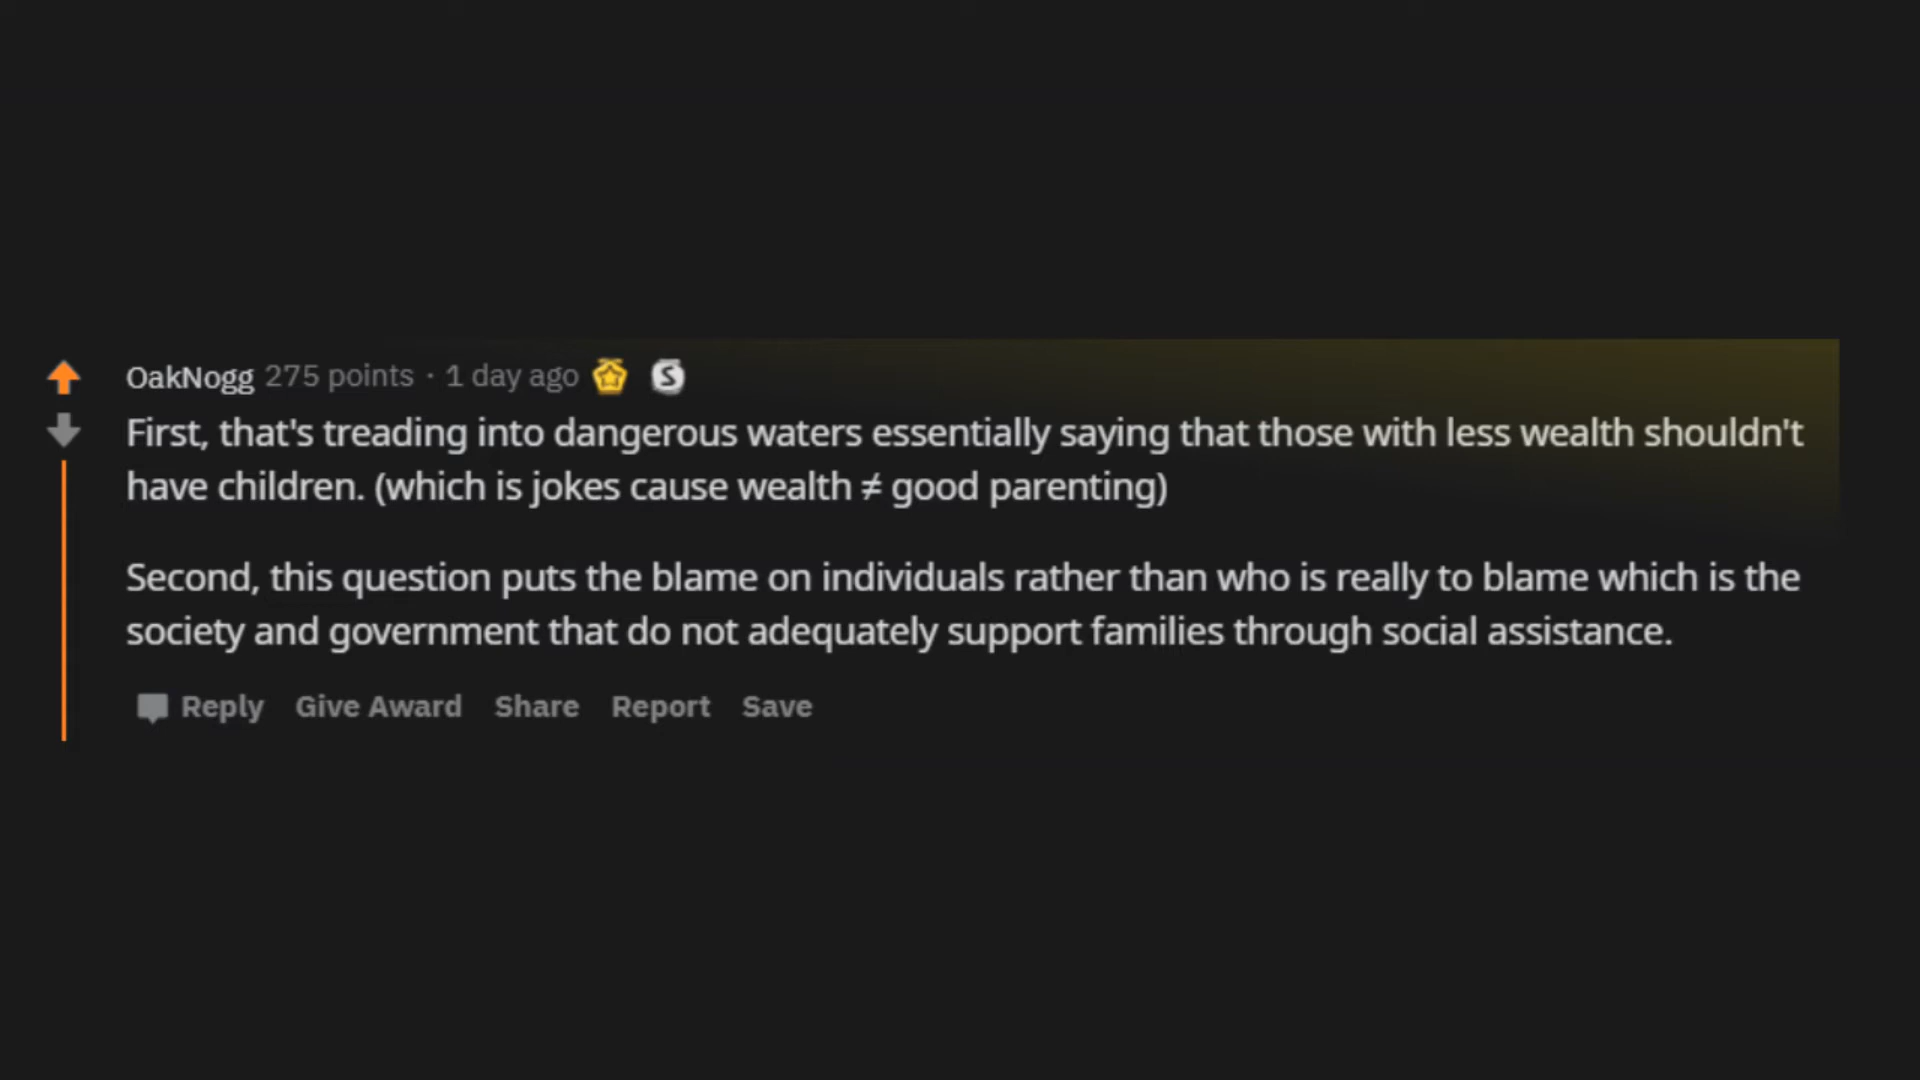 OakNogg 275 points · 1 day ago S
First, that's treading into dangerous waters essentially saying that those with less wealth shouldn't
have children. (which is jokes cause wealth ≠ good parenting)
Second, this question puts the blame on individuals rather than who is really to blame which is the
society and government that do not adequately support families through social assistance.
Reply Give Award Share Report Save